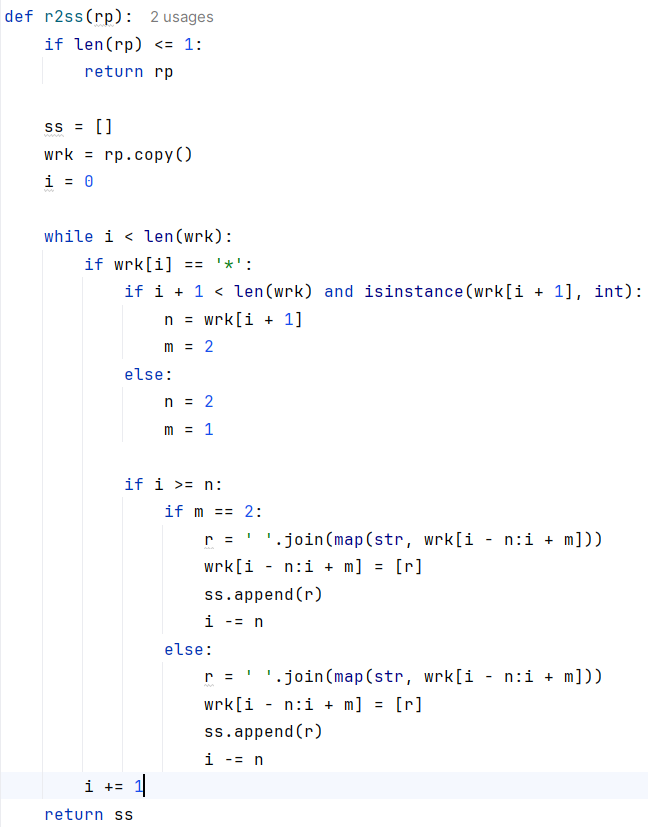 def r2ss(rp):  2 usages
    if len(rp) <= 1:
        return rp

    ss = []
    wrk = rp.copy()
    i = 0

    while i < len(wrk):
        if wrk[i] == '*':
            if i + 1 < len(wrk) and isinstance(wrk[i + 1], int):
                n = wrk[i + 1]
                m = 2
            else:
                n = 2
                m = 1

            if i >= n:
                if m == 2:
                    r = ' '.join(map(str, wrk[i - n:i + m]))
                    wrk[i - n:i + m] = [r]
                    ss.append(r)
                    i -= n
                else:
                    r = ' '.join(map(str, wrk[i - n:i + m]))
                    wrk[i - n:i + m] = [r]
                    ss.append(r)
                    i -= n
        i += 1
    return ss